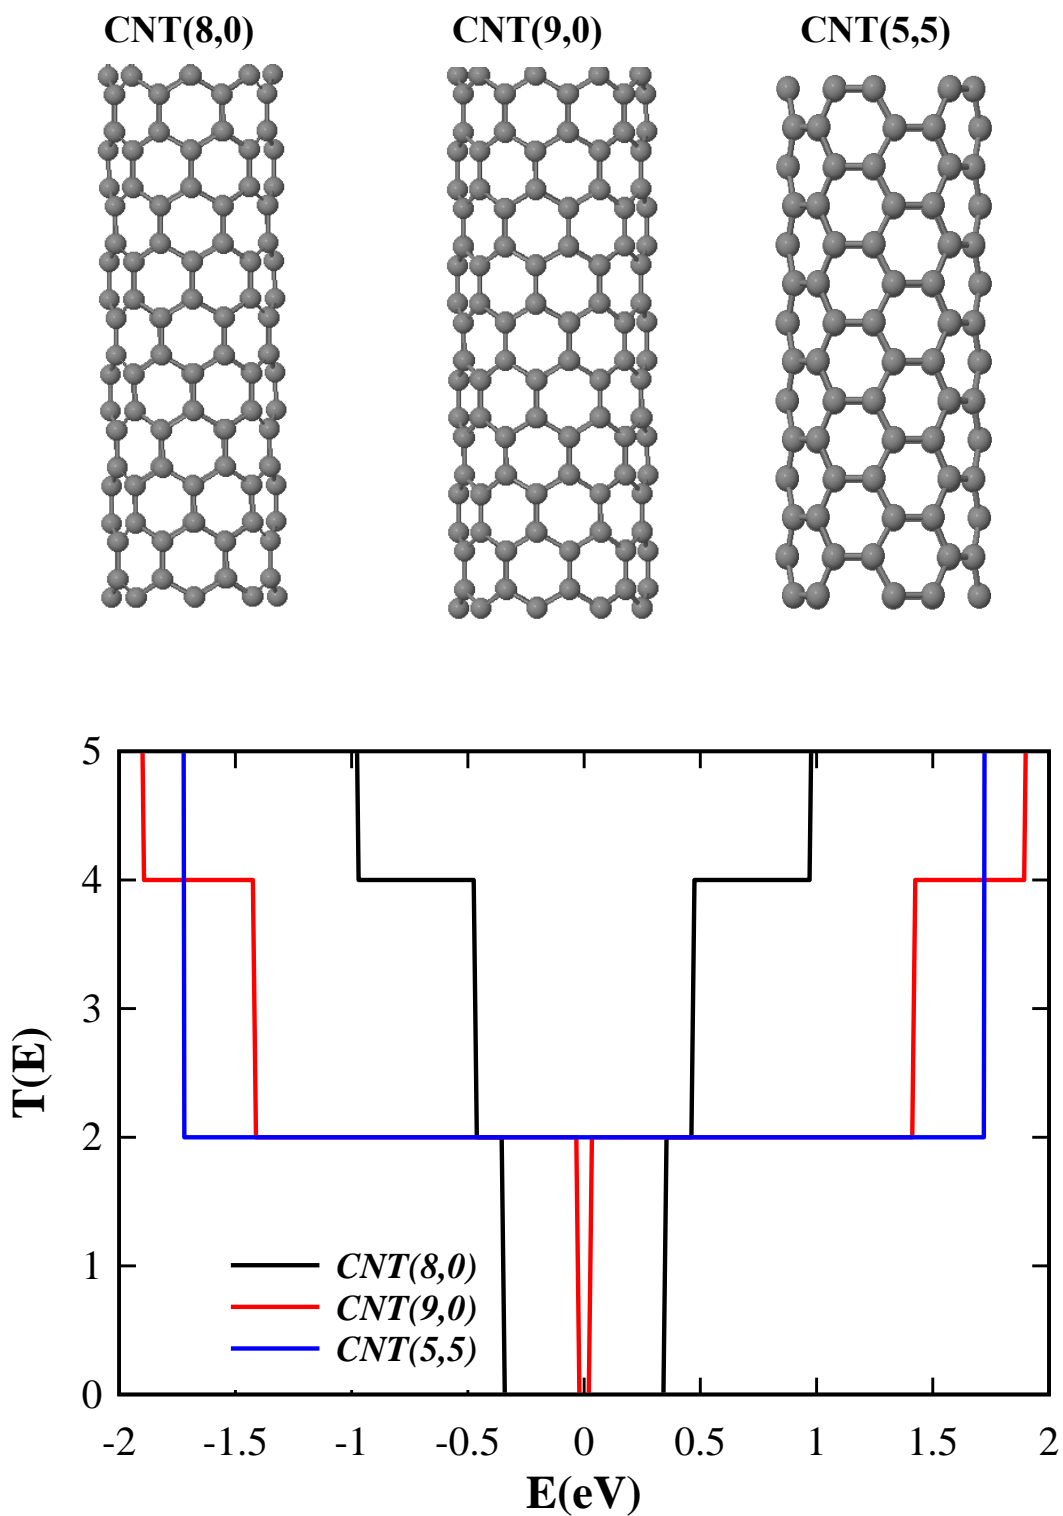 CNT(8,0) CNT(9,0) CNT(5,5)
5
4
3
2
1
0
T(E)
CNT(8,0)
CNT(9,0)
CNT(5,5)
-2 -1.5 -1 -0.5 0 0.5 1 1.5 2
E(eV)